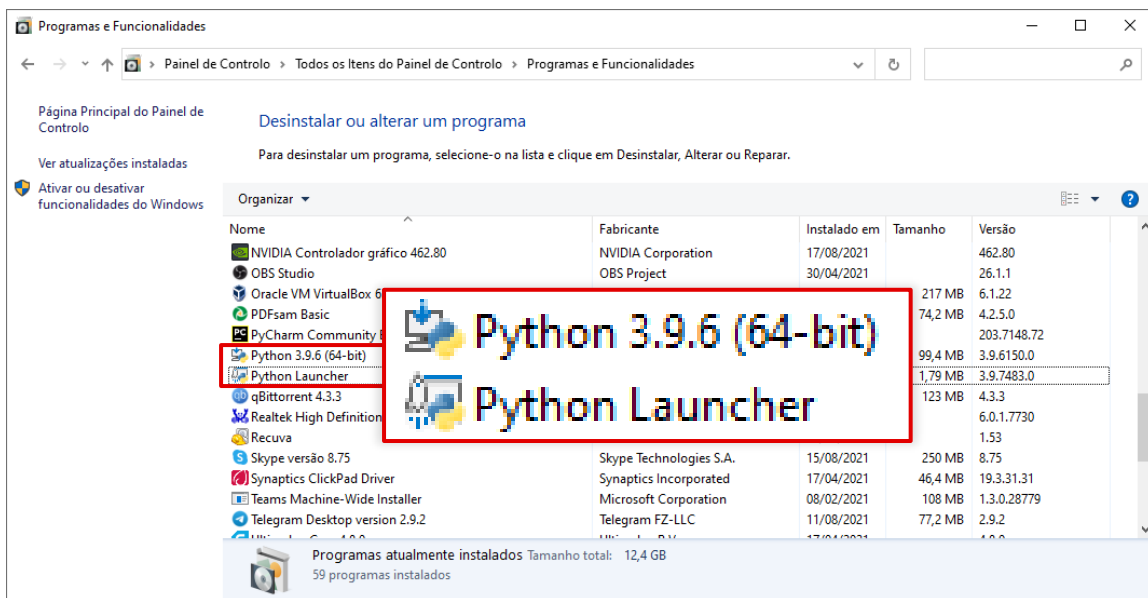 Programas e Funcionalidades
Painel de Controlo > Todos os Itens do Painel de Controlo > Programas e Funcionalidades
Página Principal do Painel de
Controlo
Ver atualizações instaladas
Ativar ou desativar
funcionalidades do Windows
Desinstalar ou alterar um programa
Para desinstalar um programa, selecione-o na lista e clique em Desinstalar, Alterar ou Reparar.
Organizar
Nome Fabricante Instalado em Tamanho Versão
NVIDIA Controlador gráfico 462.80 NVIDIA Corporation 17/08/2021 462.80
OBS Studio OBS Project 30/04/2021 26.1.1
Oracle VM VirtualBox 6 217 MB 6.1.22
PDFsam Basic 74,2 MB 4.2.5.0
PyCharm Community 203.7148.72
Python 3.9.6 (64-bit) 99,4 MB 3.9.6150.0
Python Launcher 1,79 MB 3.9.7483.0
qBittorrent 4.3.3 123 MB 4.3.3
Realtek High Definition 6.0.1.7730
Recuva 1.53
Python 3.9.6 (64-bit)
Python Launcher
Skype versão 8.75 Skype Technologies S.A. 15/08/2021 250 MB 8.75
Synaptics ClickPad Driver Synaptics Incorporated 17/04/2021 46,4 MB 19.3.31.31
Teams Machine-Wide Installer Microsoft Corporation 08/02/2021 108 MB 1.3.0.28779
Telegram Desktop version 2.9.2 Telegram FZ-LLC 11/08/2021 77,2 MB 2.9.2
Programas atualmente instalados Tamanho total: 12,4 GB
59 programas instalados